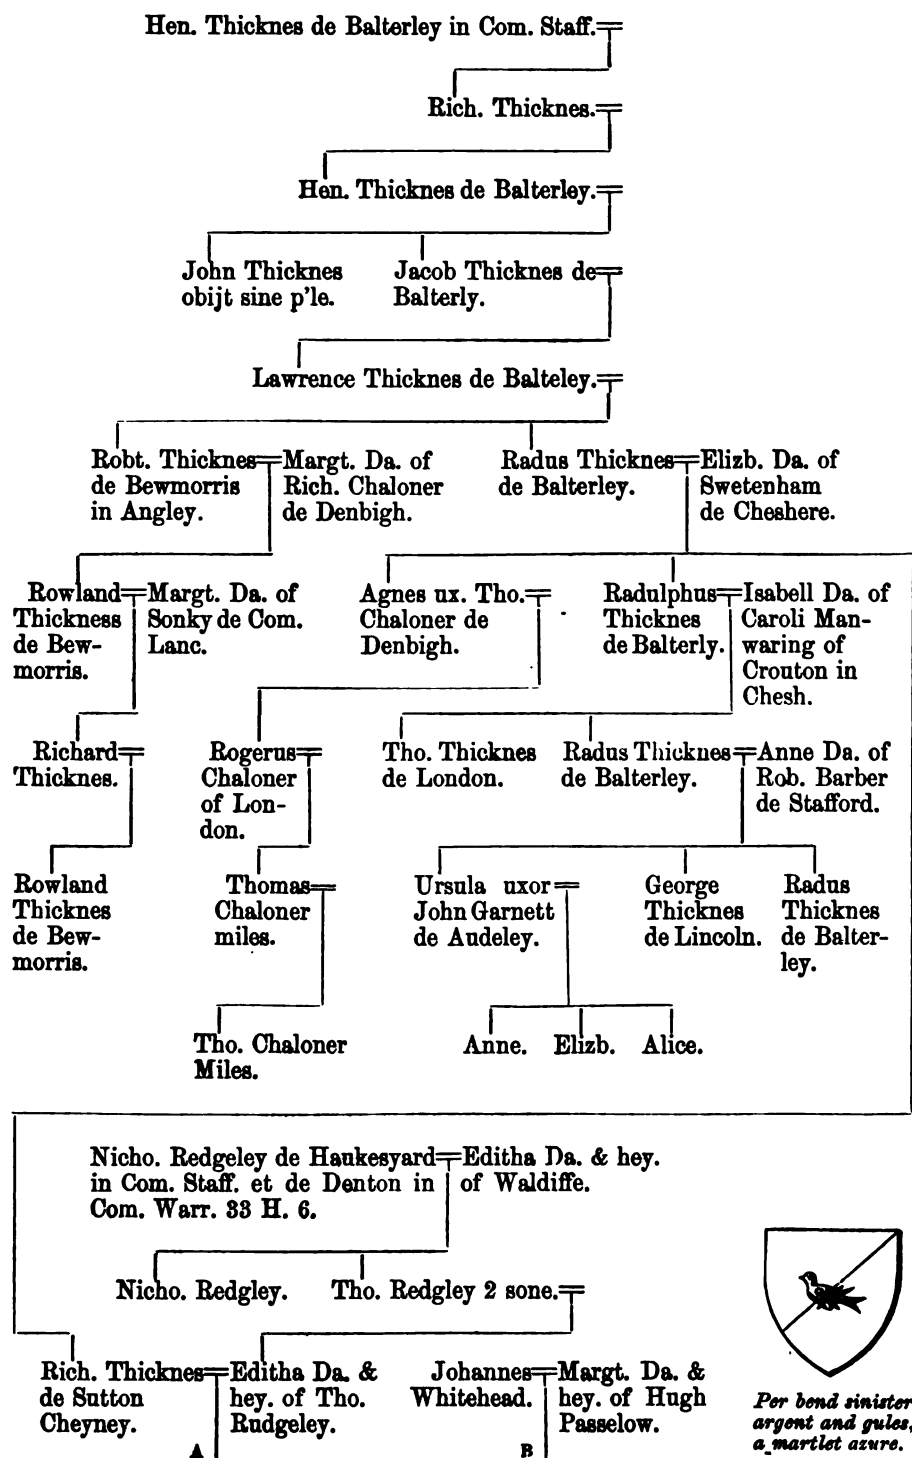 Hen. Thicknes de Balterley in Com. Staff.
Rich. Thicknes.
Hen. Thicknes de Balterley.
John Thicknes
obijt sine p'le.
Jacob Thicknes de
Balterly.
Lawrence Thicknes de Balteley.
Robt. Thicknes
de Bewmorris
in Angley.
Margt. Da. of
Rich. Chaloner
de Denbigh.
Radus Thicknes
de Balterley.
Elizb. Da. of
Swetenham
de Cheshere.
Rowland
Thickness
de Bew-
morris.
Margt. Da. of
Sonky de Com.
Lanc.
Agnes ux. Tho.
Chaloner de
Denbigh.
Radulphus
Thicknes
de Balterly.
Isabell Da. of
Caroli Man-
waring of
Crouton in
Chesh.
Richard
Thicknes.
Rogerus
Chaloner
of Lon-
don.
Tho. Thicknes
de London.
Radus Thicknes
de Balterley.
Anne Da. of
Rob. Barber
de Stafford.
Rowland
Thicknes
de Bew-
morris.
Thomas
Chaloner
miles.
Ursula uxor
John Garnett
de Audeley.
George
Thicknes
de Lincoln.
Radus
Thicknes
de Balter-
ley.
Tho. Chaloner
Miles.
Anne. Elizb. Alice.
Nicho. Redgeley de Haukesyard
in Com. Staff. et de Denton in
Com. Warr. 33 H. 6.
Editha Da. & hey.
of Waldiffe.
Nicho. Redgley.
Tho. Redgley 2 sone.
Rich. Thicknes
de Sutton
Cheyney.
Editha Da. &
hey. of Tho.
Rudgeley.
Johannes
Whitehead.
Margt. Da. &
hey. of Hugh
Passelow.
A
B
Per bend sinister
argent and gules,
a martlet azure.